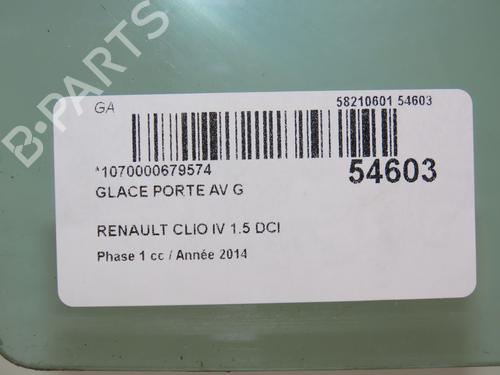 GA
58210601 54603
*1070000679574
54603
GLACE PORTE AV G
RENAULT CLIO IV 1.5 DCI
Phase 1 cc / Année 2014
B-PARTS